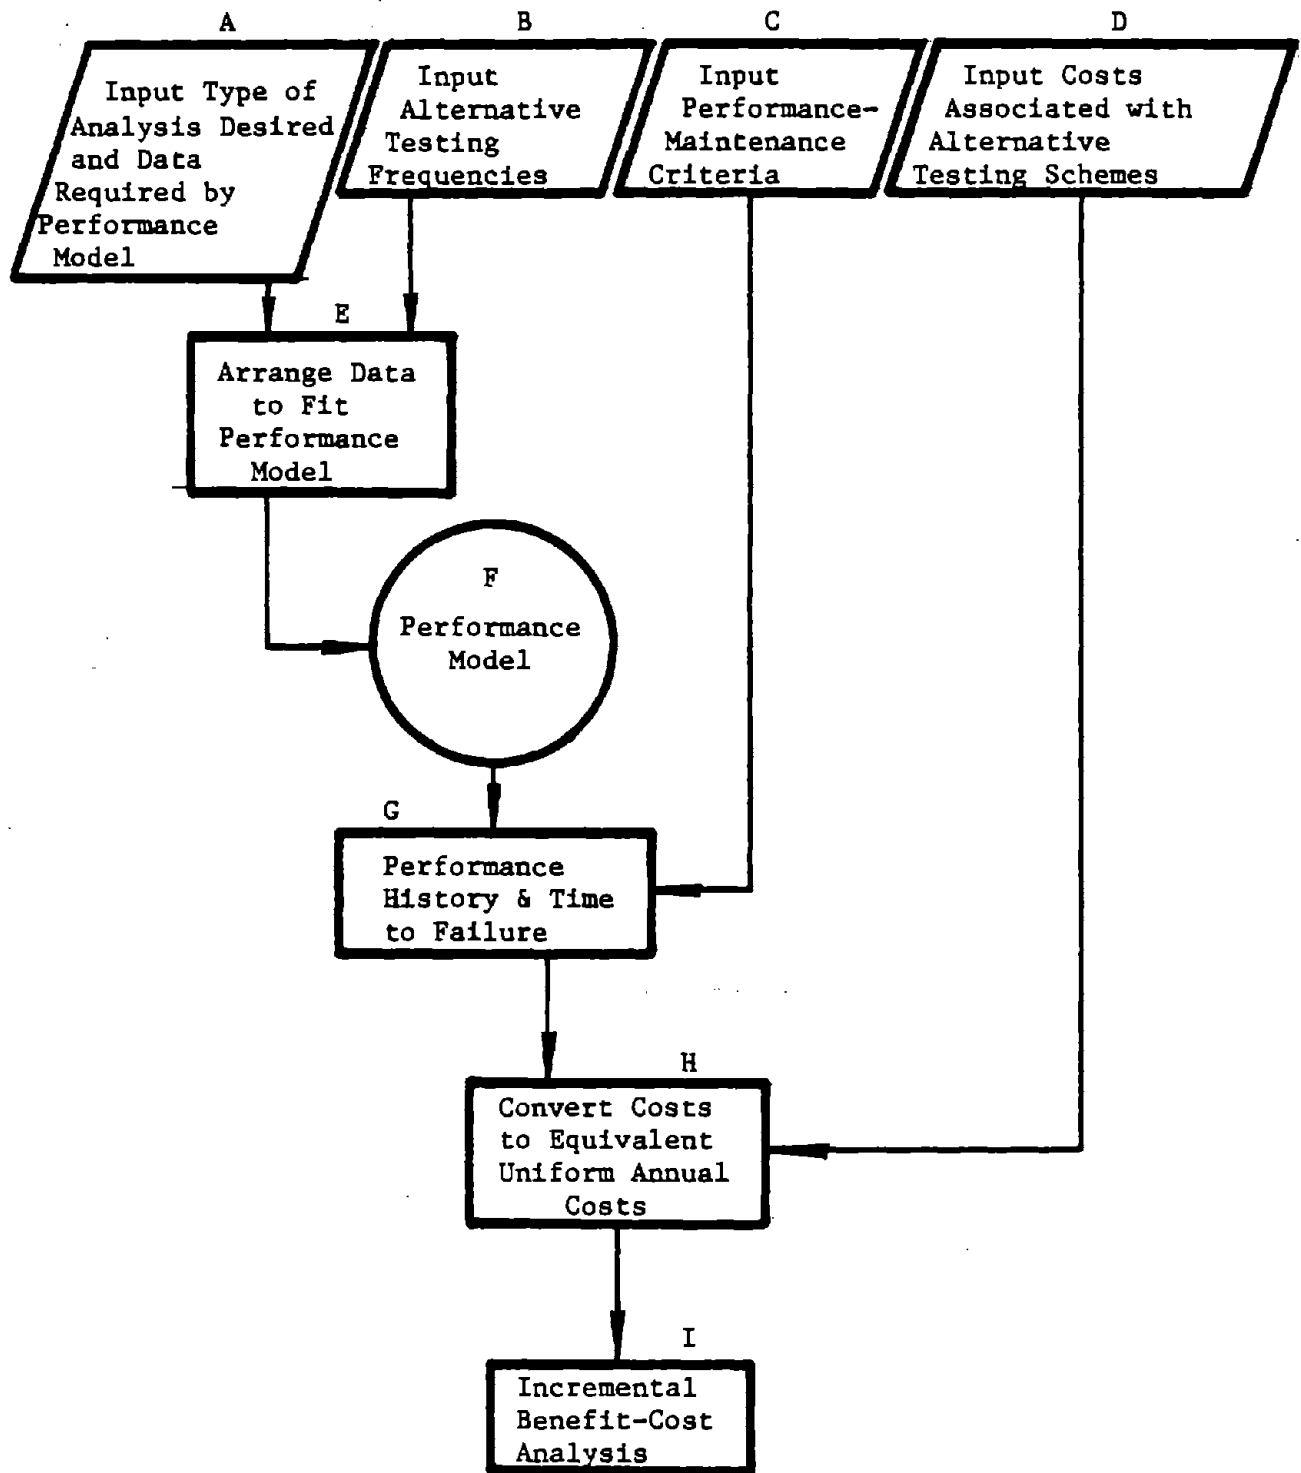 A
Input Type of
Analysis Desired
and Data
Required by
Performance
Model
B
Input
Alternative
Testing
Frequencies
C
Input
Performance-
Maintenance
Criteria
D
Input Costs
Associated with
Alternative
Testing Schemes
E
Arrange Data
to Fit
Performance
Model
F
Performance
Model
G
Performance
History & Time
to Failure
H
Convert Costs
to Equivalent
Uniform Annual
Costs
I
Incremental
Benefit-Cost
Analysis